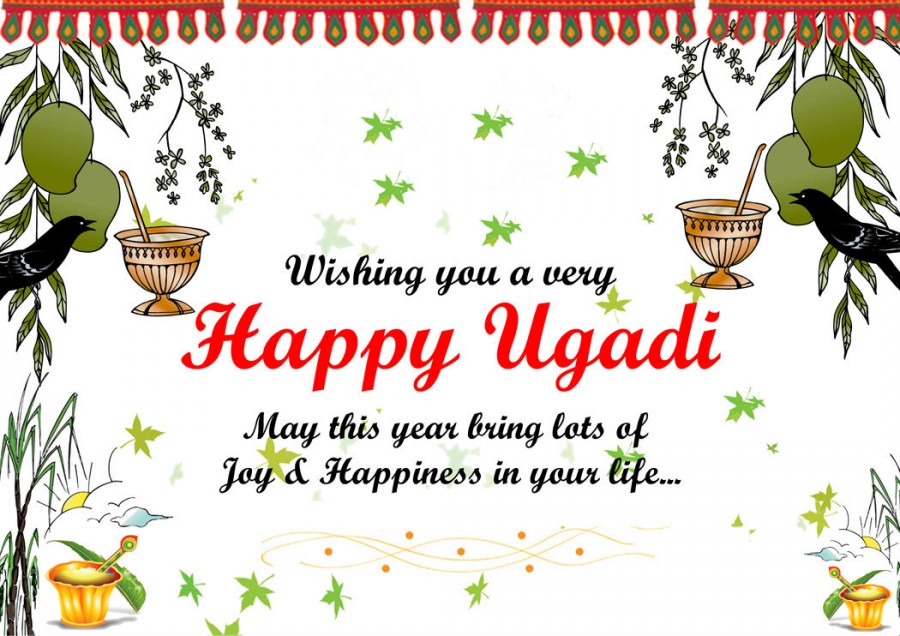 Wishing you a very
Happy Ugadi
May this year bring lots of
Joy & Happiness in your life...